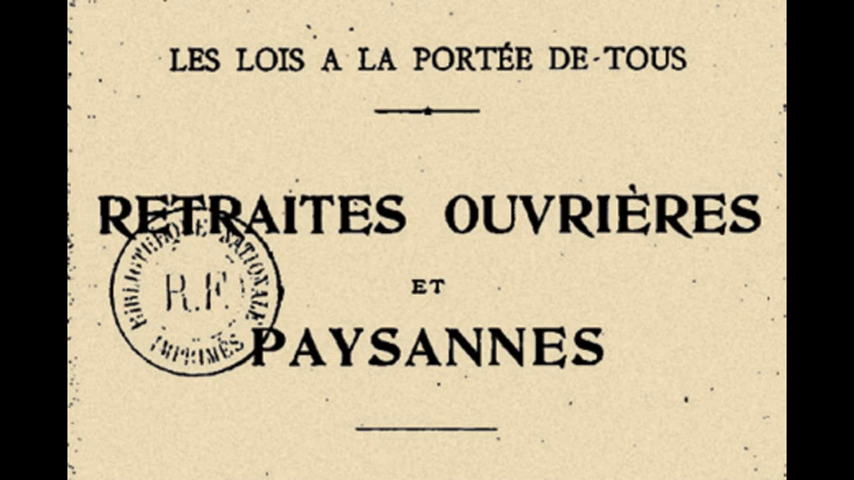 LES LOIS A LA PORTÉE DE-TOUS
RETRAITES OUVRIÈRES
ET
PAYSANNES
BIBLIOTHEQUE NATIONALE
R.F.
IMPRIMÉS